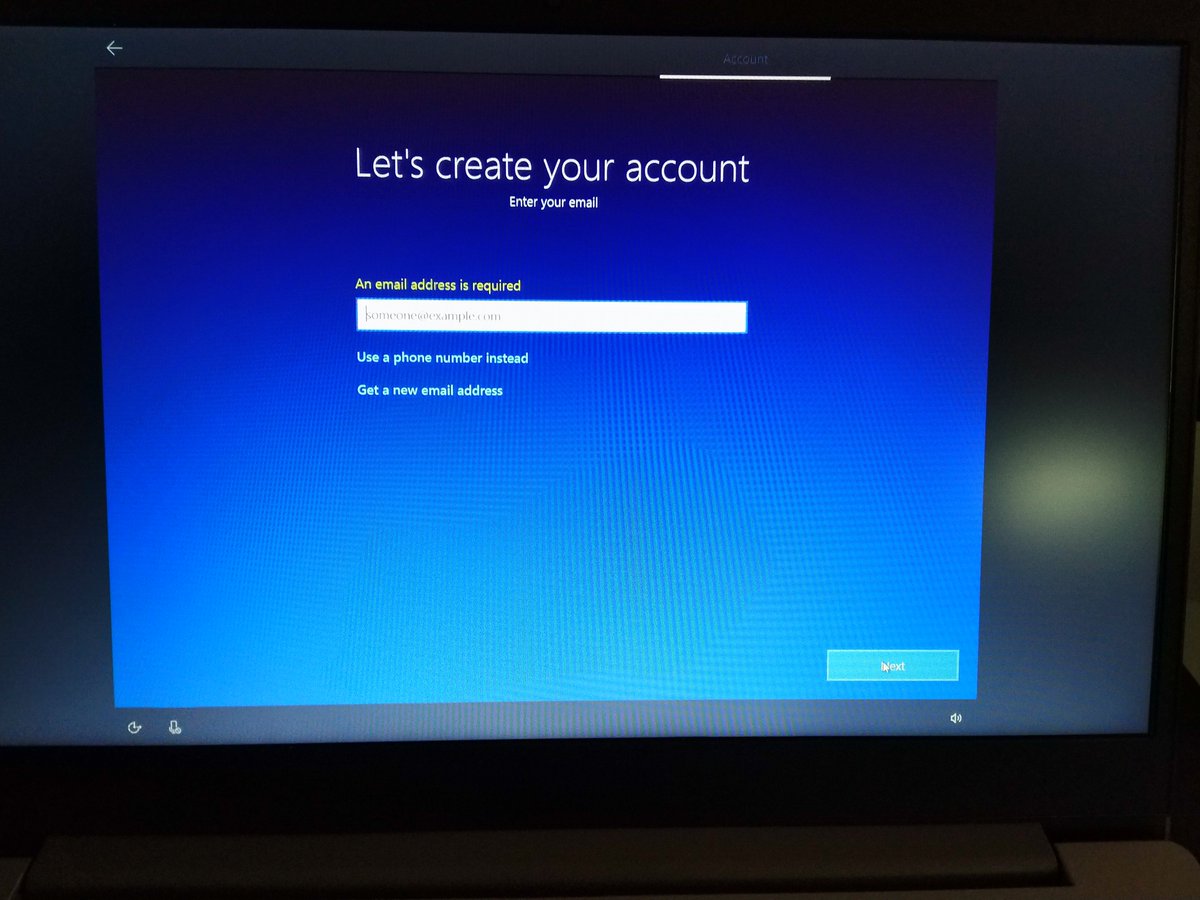 Account
Let's create your account
Enter your email
An email address is required
someone@example.com
Use a phone number instead
Get a new email address
Next